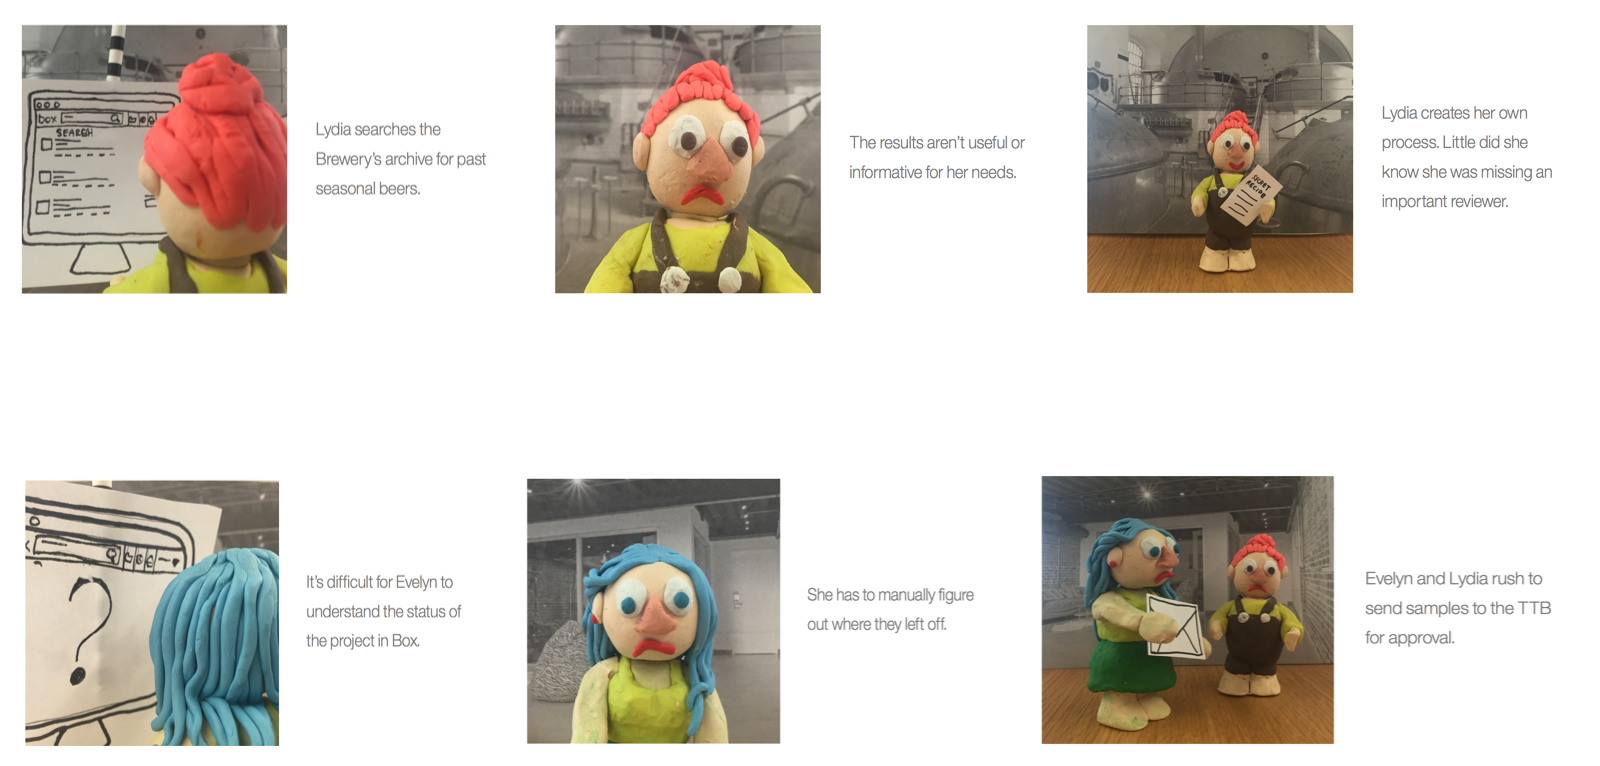 box
SEARCH
Lydia searches the
Brewery's archive for past
seasonal beers.
The results aren't useful or
informative for her needs.
SECRET
RECIPE
Lydia creates her own
process. Little did she
know she was missing an
important reviewer.
?
It's difficult for Evelyn to
understand the status of
the project in Box.
She has to manually figure
out where they left off.
Evelyn and Lydia rush to
send samples to the TTB
for approval.